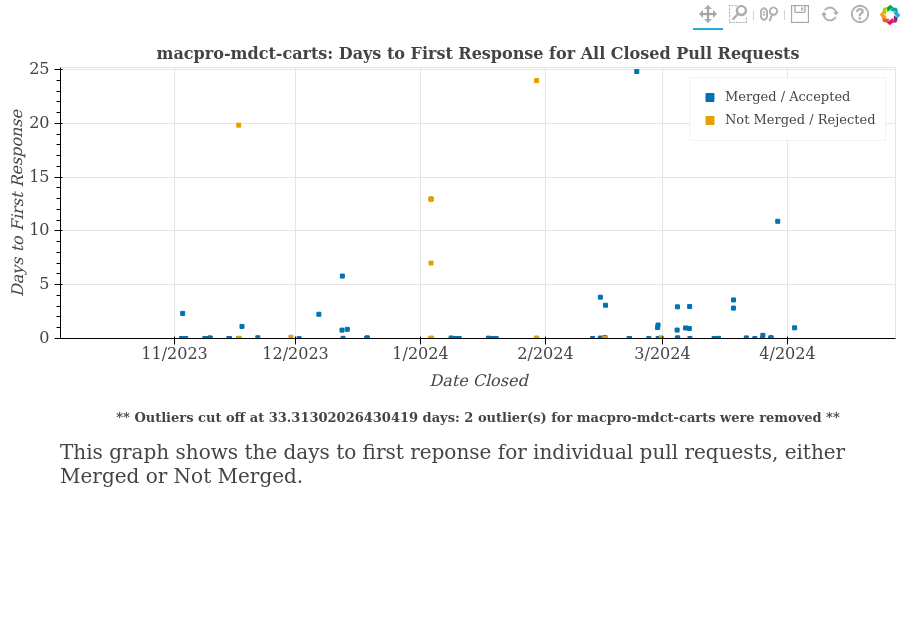 macpro-mdct-carts: Days to First Response for All Closed Pull Requests
25
20
15
10
5
0
Days to First Response
Merged / Accepted
Not Merged / Rejected
11/2023
12/2023
1/2024
2/2024
3/2024
4/2024
Date Closed
** Outliers cut off at 33.31302026430419 days: 2 outlier(s) for macpro-mdct-carts were removed **
This graph shows the days to first reponse for individual pull requests, either
Merged or Not Merged.